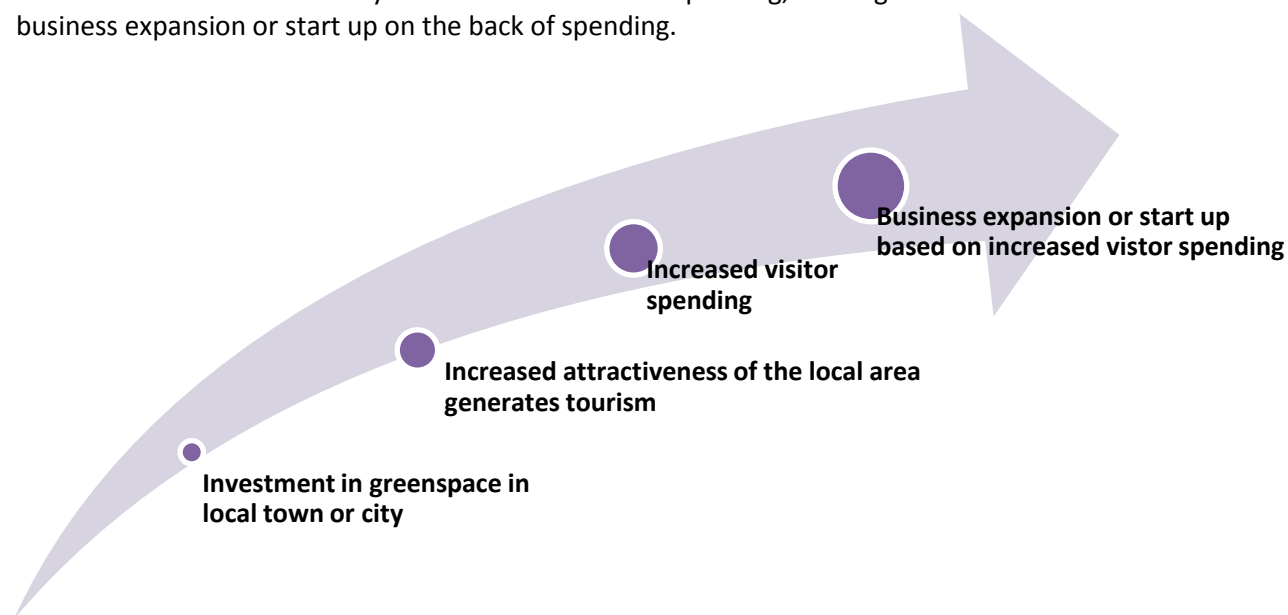 business expansion or start up on the back of spending.
Business expansion or start up
based on increased vistor spending
Increased visitor
spending
Increased attractiveness of the local area
generates tourism
Investment in greenspace in
local town or city